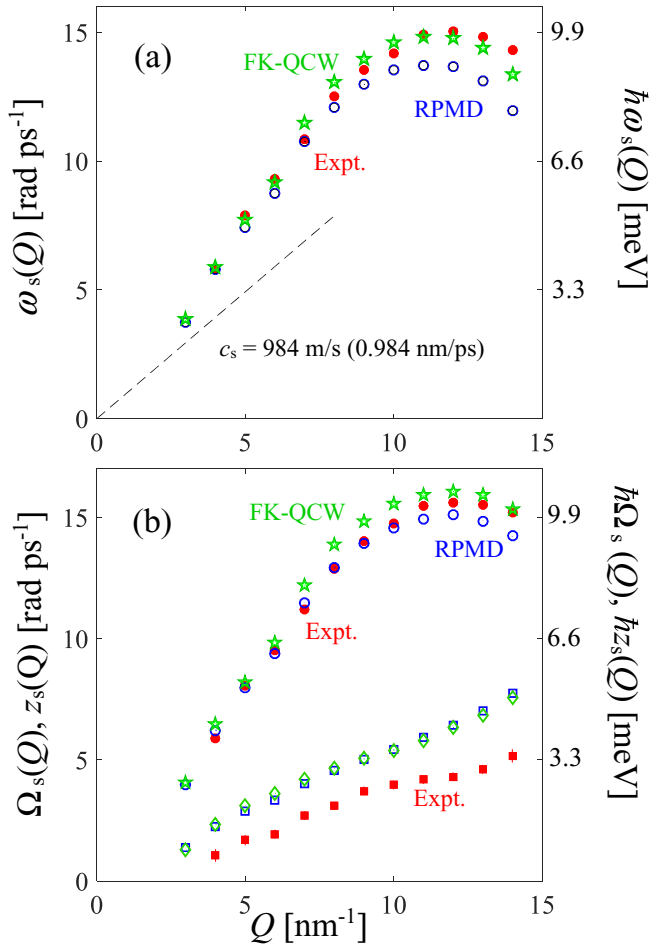 15
10
5
0
0
5
10
15
9.9
6.6
3.3
(a)
FK-QCW
RPMD
Expt.
c_s = 984 m/s (0.984 nm/ps)
ω_s(Q) [rad ps⁻¹]
ħω_s(Q) [meV]
15
10
5
0
0
5
10
15
9.9
6.6
3.3
(b)
FK-QCW
RPMD
Expt.
Expt.
Ω_s(Q), z_s(Q) [rad ps⁻¹]
ħΩ_s(Q), ħz_s(Q) [meV]
Q [nm⁻¹]